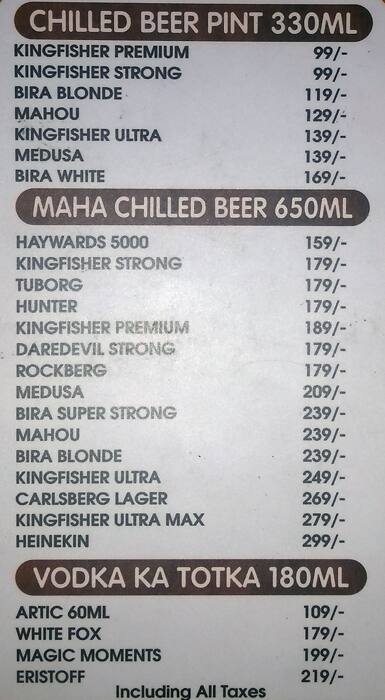 CHILLED BEER PINT 330ML
KINGFISHER PREMIUM 99/-
KINGFISHER STRONG 99/-
BIRA BLONDE 119/-
MAHOU 129/-
KINGFISHER ULTRA 139/-
MEDUSA 139/-
BIRA WHITE 169/-
MAHA CHILLED BEER 650ML
HAYWARDS 5000 159/-
KINGFISHER STRONG 179/-
TUBORG 179/-
HUNTER 179/-
KINGFISHER PREMIUM 189/-
DAREDEVIL STRONG 179/-
ROCKBERG 179/-
MEDUSA 209/-
BIRA SUPER STRONG 239/-
MAHOU 239/-
BIRA BLONDE 239/-
KINGFISHER ULTRA 249/-
CARLSBERG LAGER 269/-
KINGFISHER ULTRA MAX 279/-
HEINEKIN 299/-
VODKA KA TOTKA 180ML
ARTIC 60ML 109/-
WHITE FOX 179/-
MAGIC MOMENTS 199/-
ERISTOFF 219/-
Including All Taxes